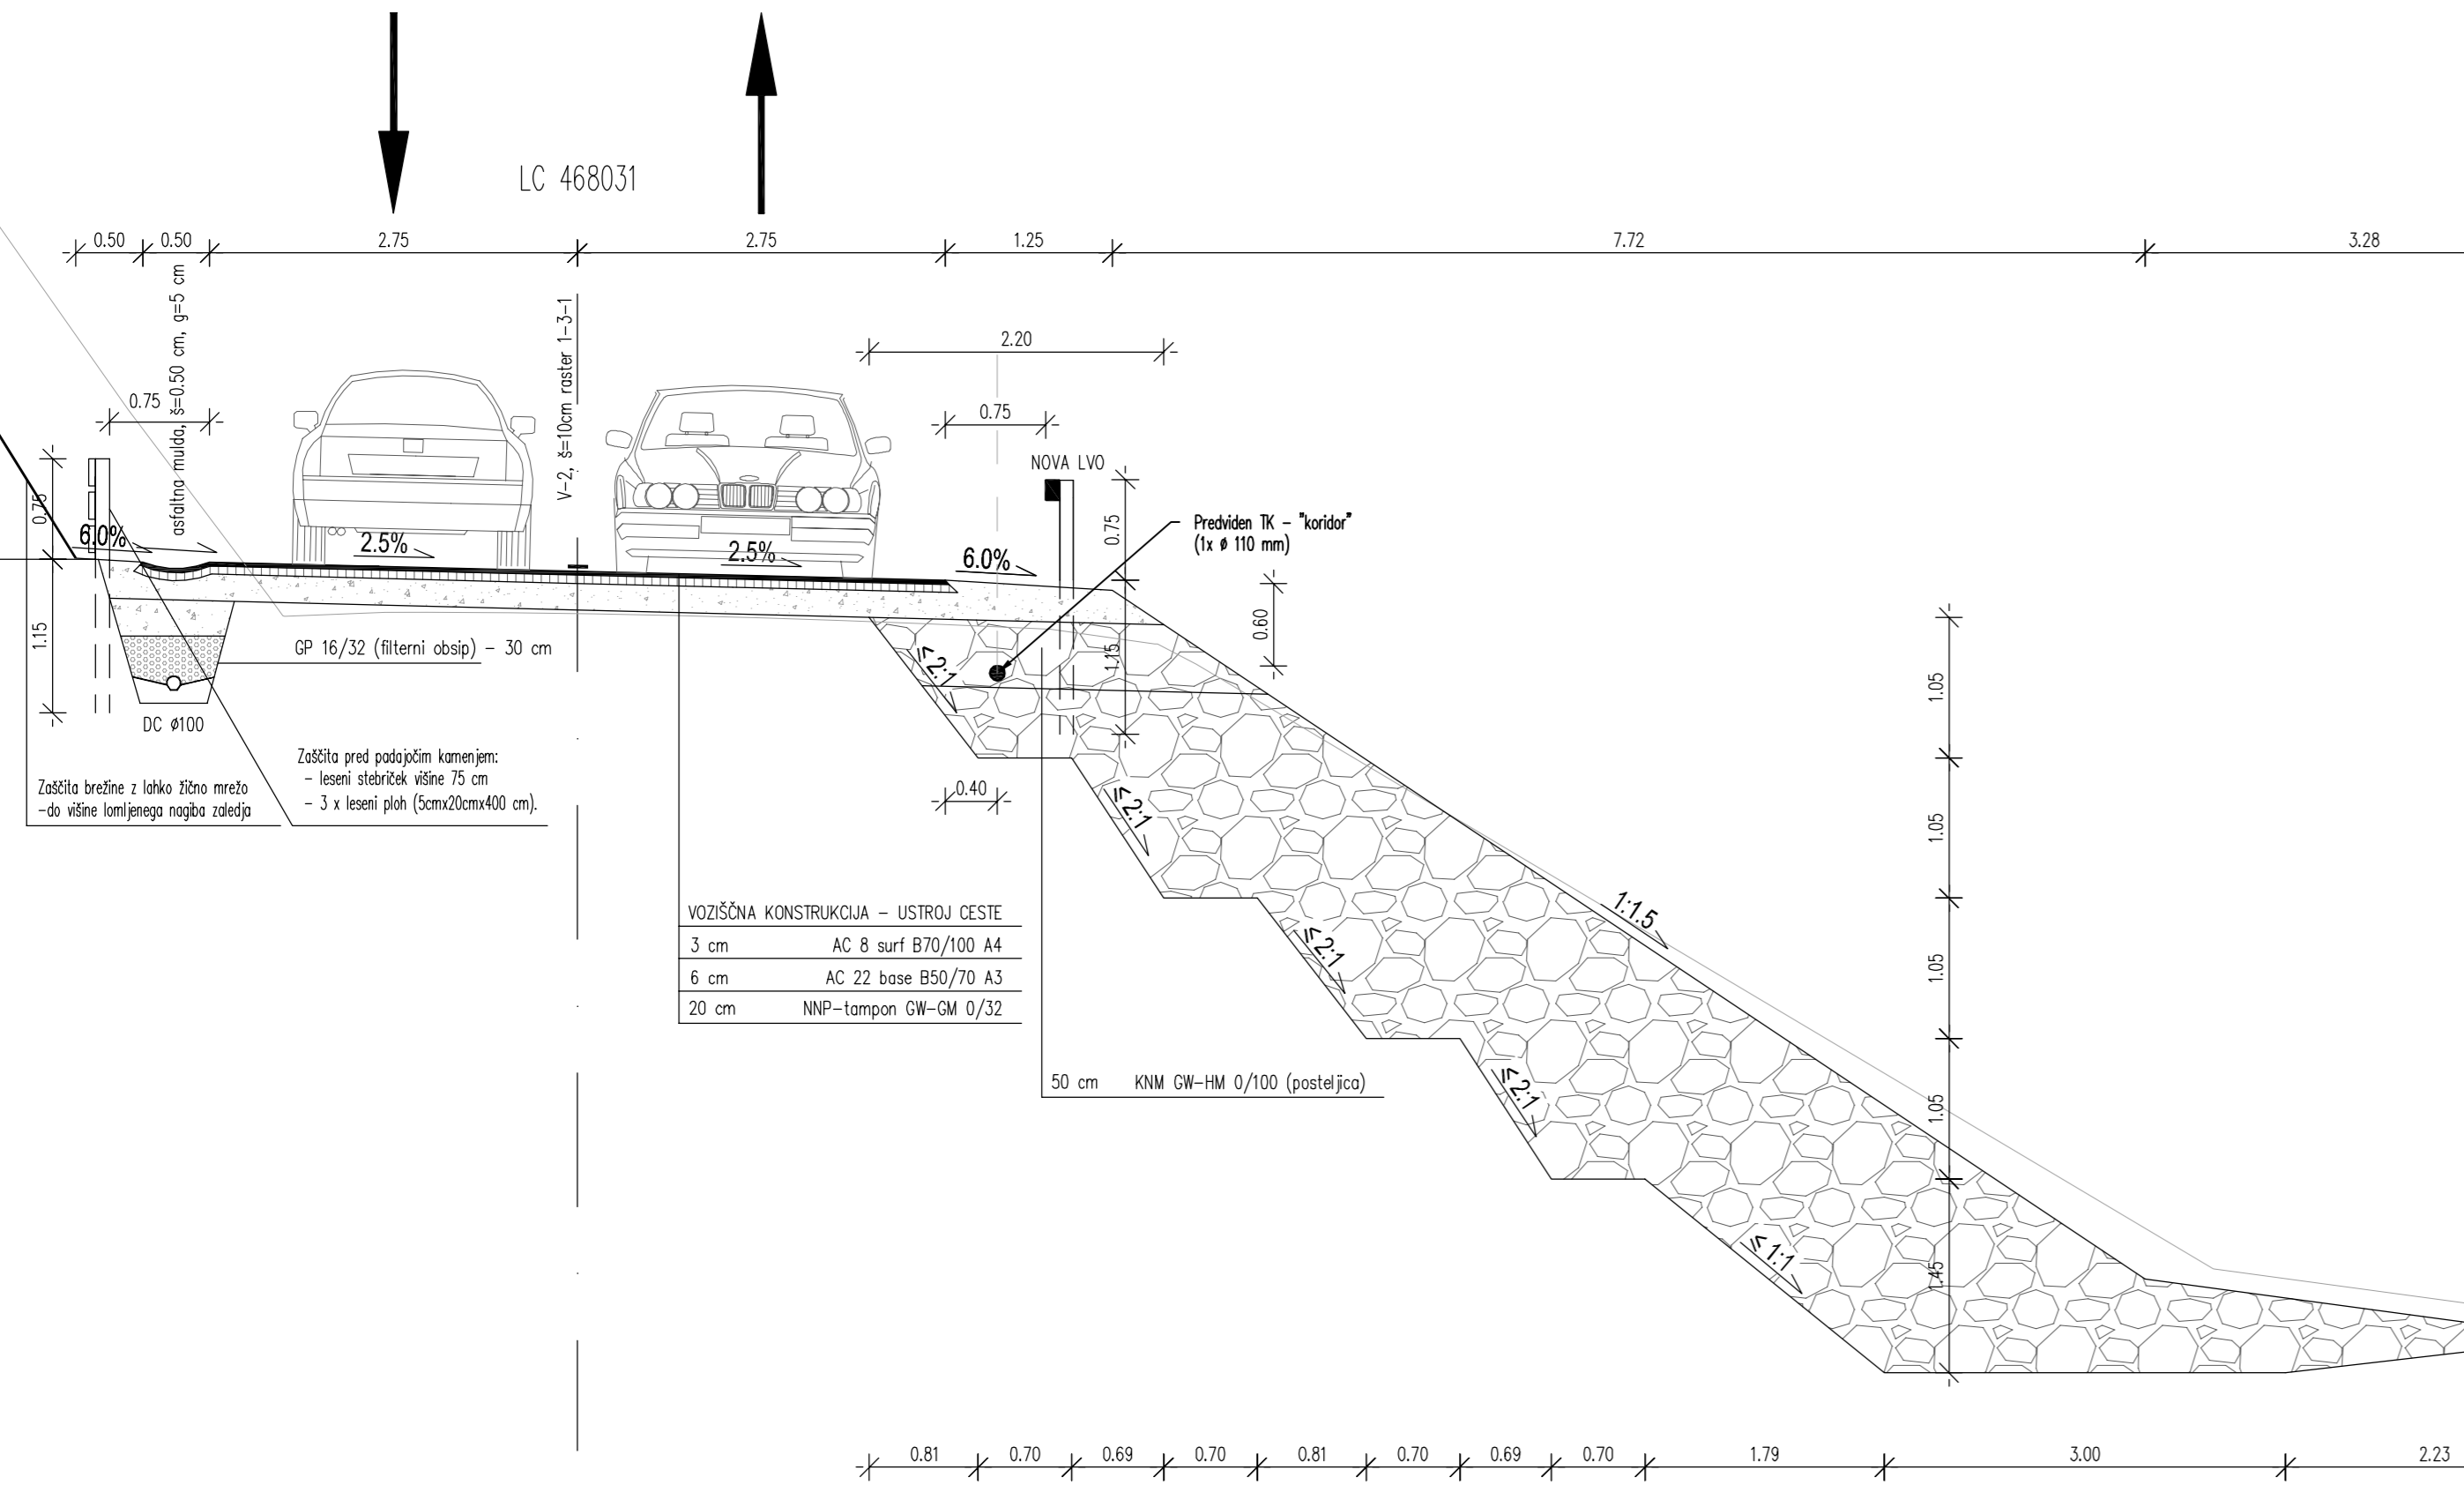 LC 468031
0.50
0.50
2.75
2.75
1.25
7.72
3.28
asfaltna mulda, š=0.50 cm, g=5 cm
V-2, š=10cm raster 1-3-1
2.20
0.75
0.75
NOVA LVO
0.75
0.75
6.0%
2.5%
2.5%
6.0%
Predviden TK - "koridor"
(1x ø 110 mm)
1.15
0.60
1.15
GP 16/32 (filterni obsip) - 30 cm
≤ 2:1
DC ø100
Zaščita pred padajočim kamenjem:
- leseni stebriček višine 75 cm
- 3 x leseni ploh (5cmx20cmx400 cm).
Zaščita brežine z lahko žično mrežo
-do višine lomljenega nagiba zaledja
0.40
≤ 2:1
1.05
1.05
1.05
1.05
1.45
VOZIŠČNA KONSTRUKCIJA - USTROJ CESTE
3 cm AC 8 surf B70/100 A4
6 cm AC 22 base B50/70 A3
20 cm NNP-tampon GW-GM 0/32
≤ 2:1
1:1.5
50 cm KNM GW-HM 0/100 (posteljica)
≤ 2:1
≤ 1:1
0.81
0.70
0.69
0.70
0.81
0.70
0.69
0.70
1.79
3.00
2.23